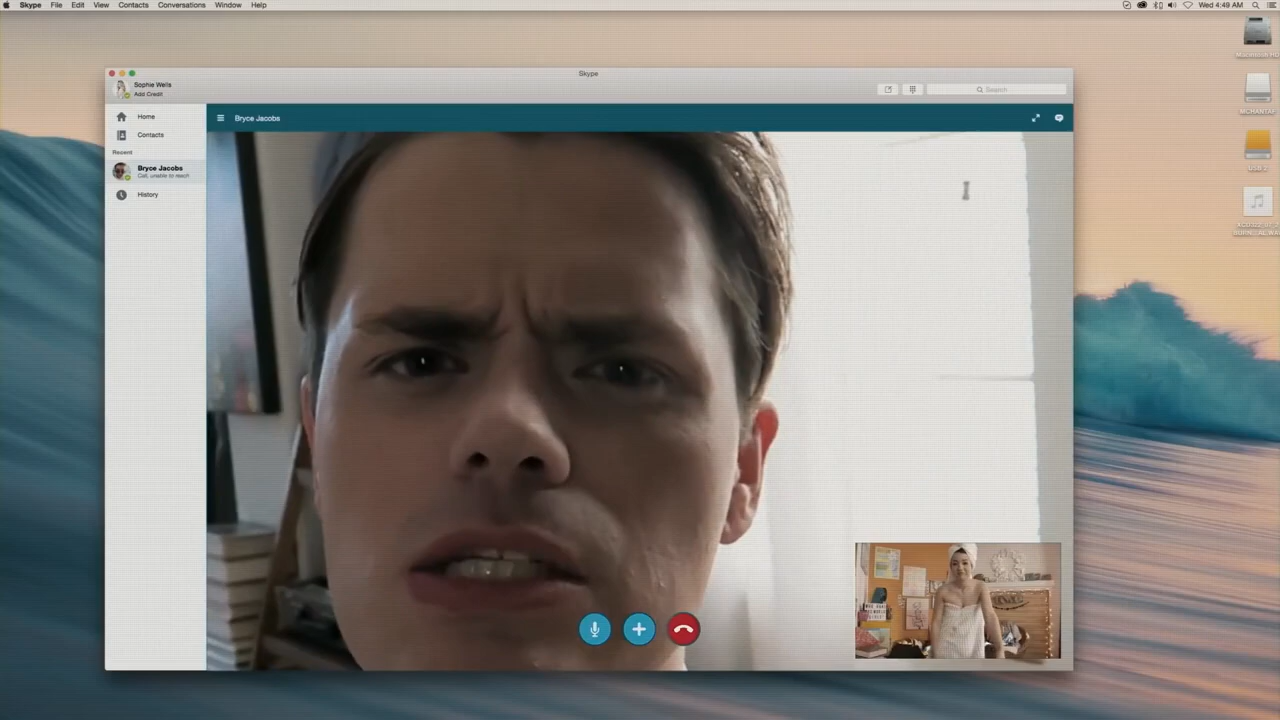 Skype File Edit View Contacts Conversations Window Help
Wed 4:49 AM
Skype
Sophie Wells
Add Credit
Search
Home
Contacts
Bryce Jacobs
Recent
Bryce Jacobs
Call, unable to reach
History